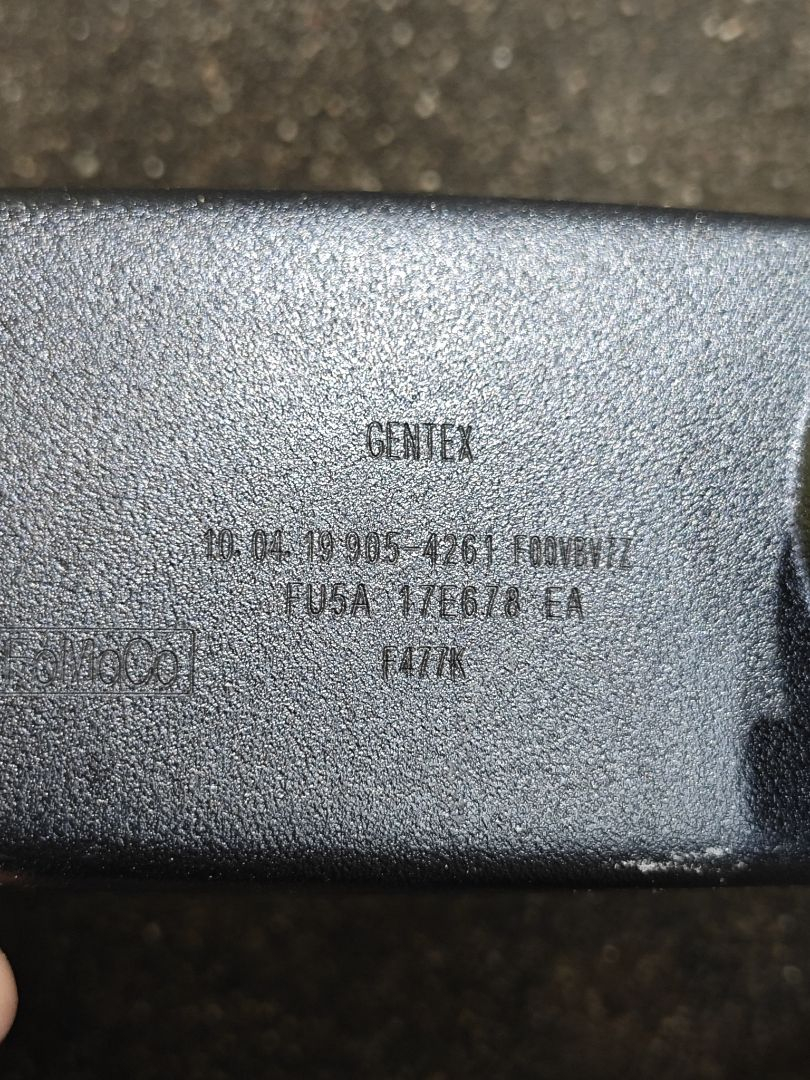 GENTEX
10.04.19 905-4261 F00VBVZZ
FU5A 17E678 EA
FoMoCo F477K